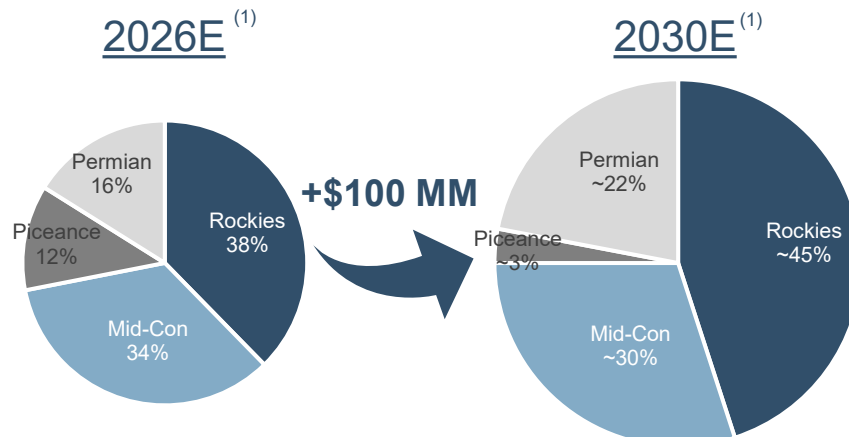 2026E (1)
2030E (1)
Permian
16%
Piceance
12%
Rockies
38%
Mid-Con
34%
+$100 MM
Permian
~22%
Piceance
~3%
Rockies
~45%
Mid-Con
~30%